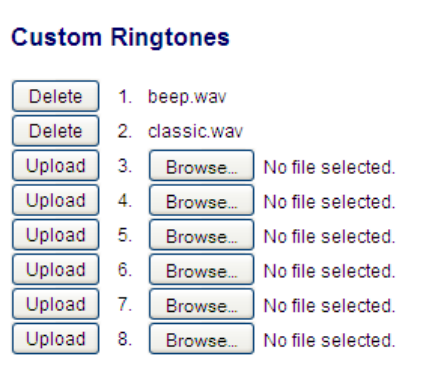 Custom Ringtones
Delete 1. beep.wav
Delete 2. classic.wav
Upload 3. Browse... No file selected.
Upload 4. Browse... No file selected.
Upload 5. Browse... No file selected.
Upload 6. Browse... No file selected.
Upload 7. Browse... No file selected.
Upload 8. Browse... No file selected.